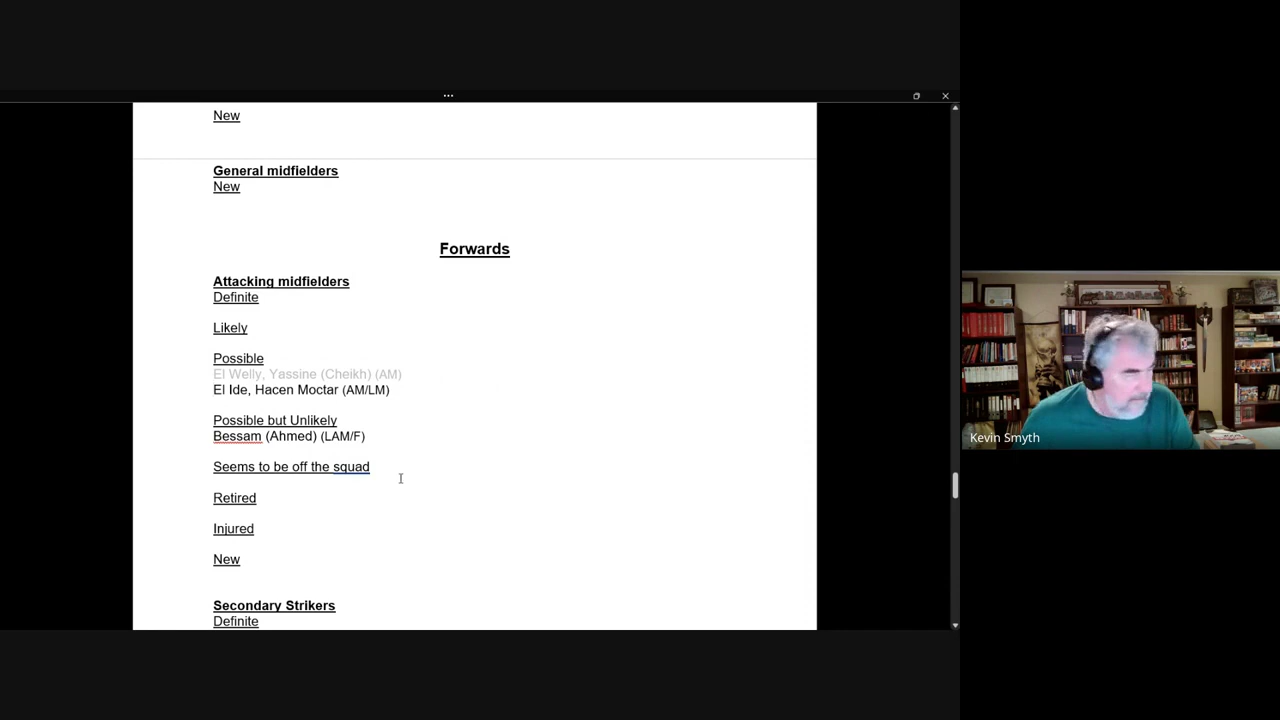 New
General midfielders
New
Forwards
Attacking midfielders
Definite
Likely
Possible
El Welly, Yassine (Cheikh) (AM)
El Ide, Hacen Moctar (AM/LM)
Possible but Unlikely
Bessam (Ahmed) (LAM/F)
Seems to be off the squad
Retired
Injured
New
Secondary Strikers
Definite
Kevin Smyth